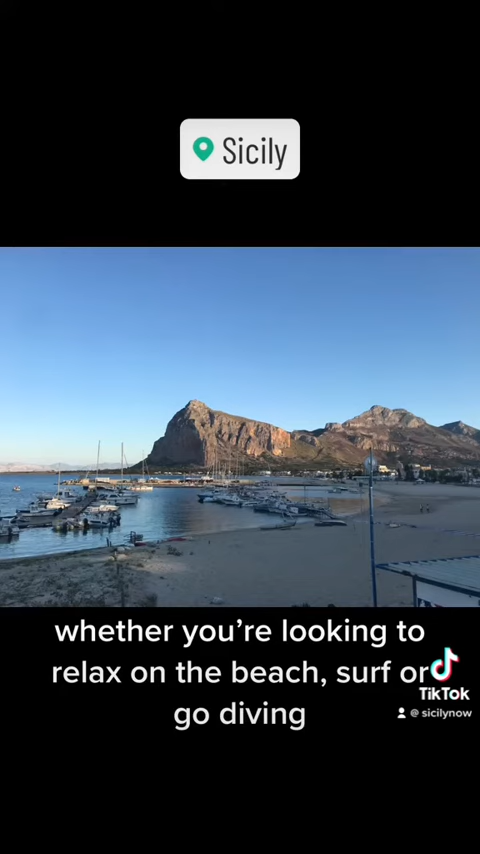 Sicily
whether you’re looking to
relax on the beach, surf or
go diving
TikTok
@ sicilynow